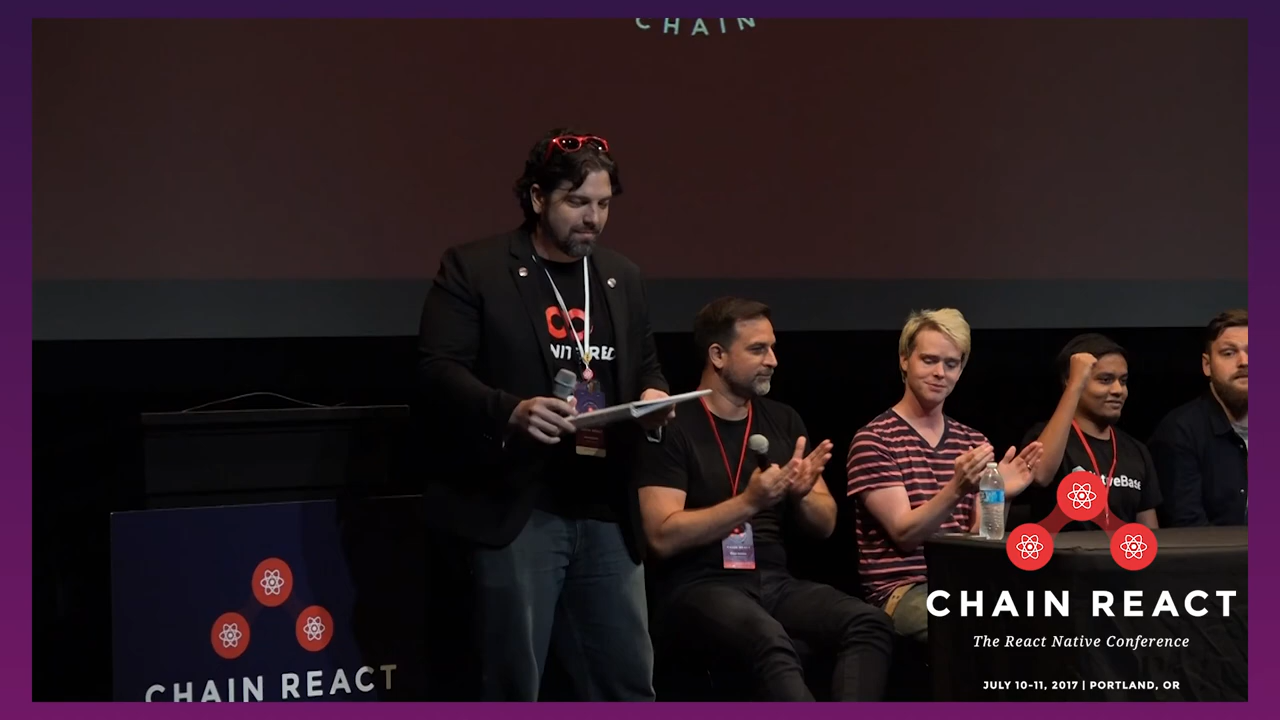 CHAIN
CHAIN REACT
CHAIN REACT
The React Native Conference
JULY 10-11, 2017 | PORTLAND, OR